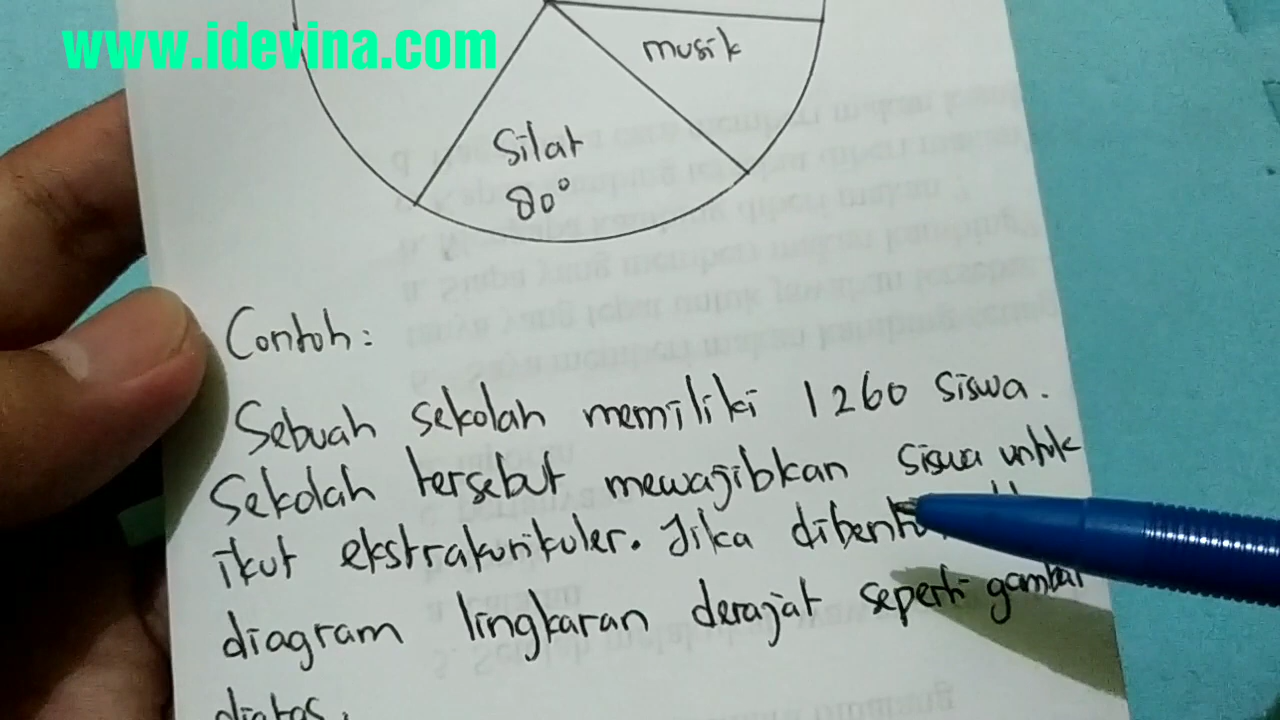 www.idevina.com
musik
Silat
80°
Contoh:
Sebuah sekolah memiliki 1260 siswa.
Sekolah tersebut mewajibkan siswa untuk
ikut ekstrakurikuler. Jika
diagram lingkaran derajat seperti gambar
diatas.